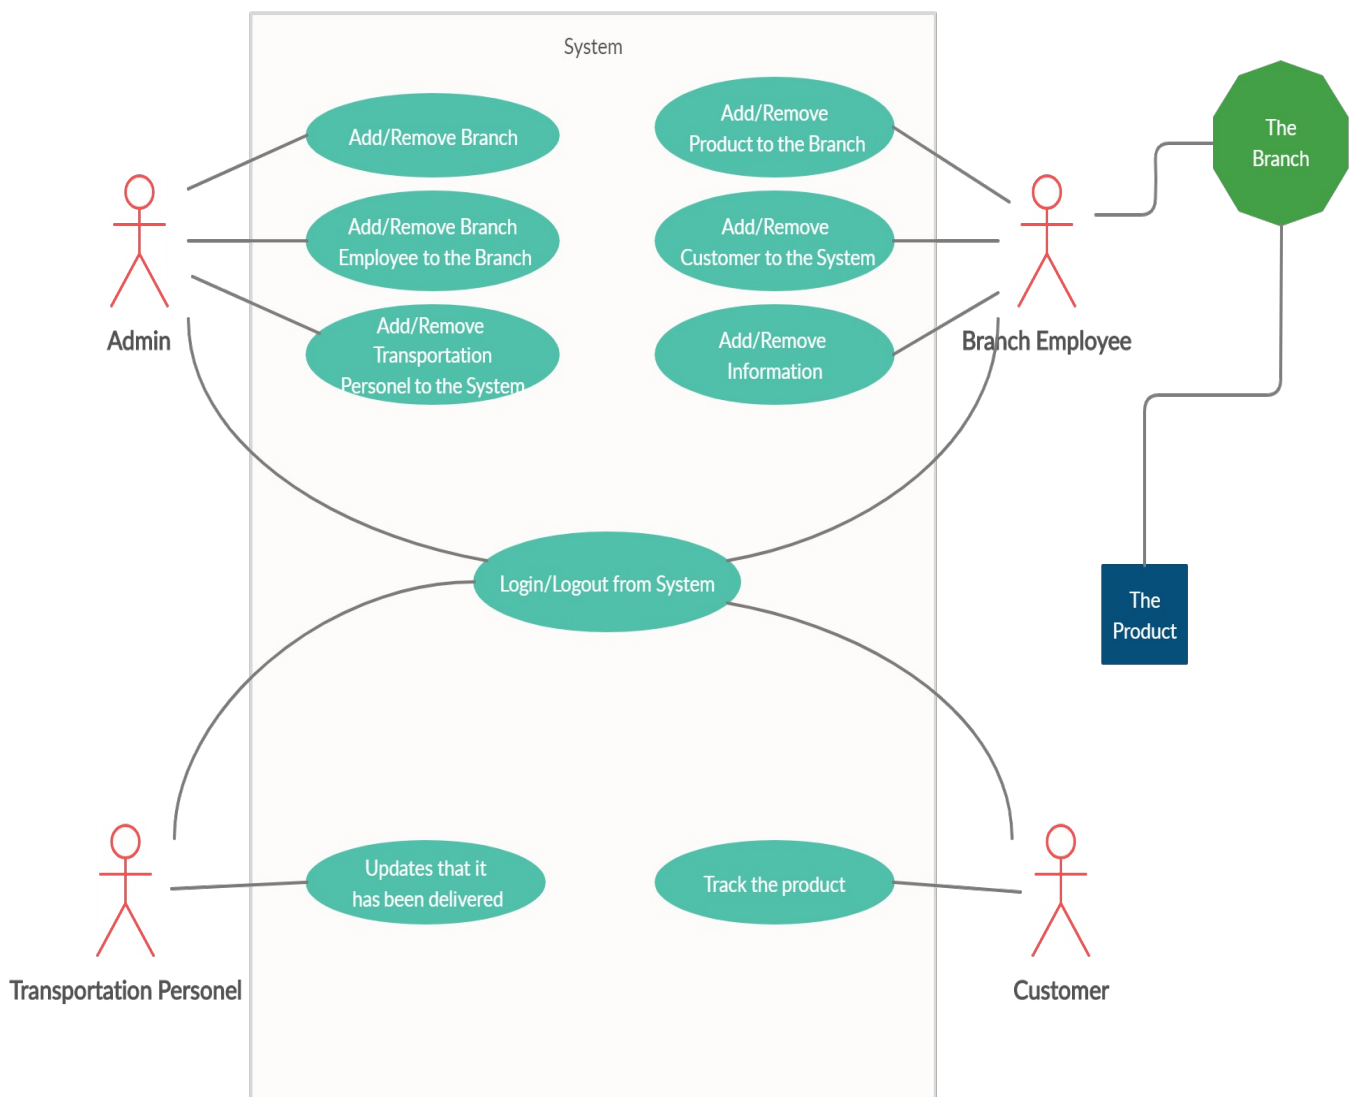 System
Add/Remove Branch
Add/Remove
Product to the Branch
The
Branch
Add/Remove Branch
Employee to the Branch
Add/Remove
Customer to the System
Admin
Add/Remove
Transportation
Personel to the System
Add/Remove
Information
Branch Employee
Login/Logout from System
The
Product
Updates that it
has been delivered
Track the product
Transportation Personel
Customer